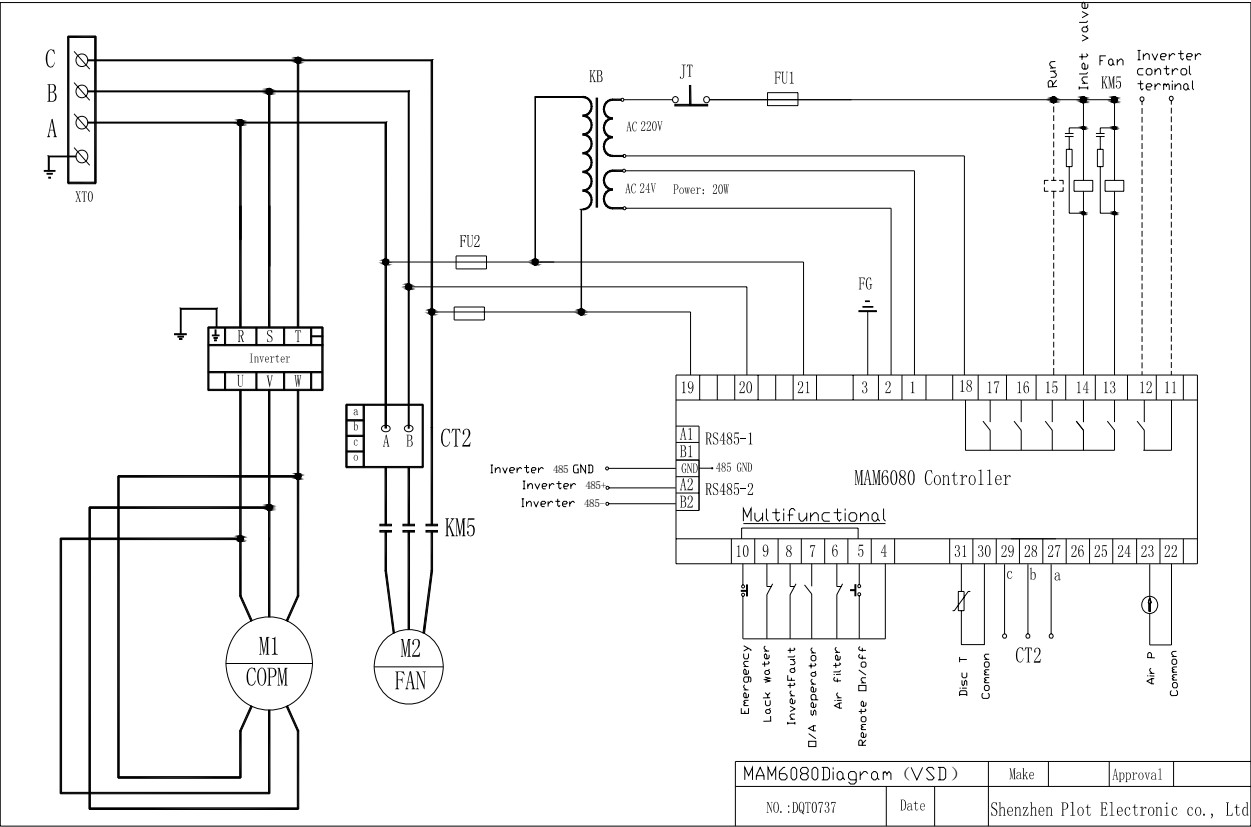 C
B
A
XT0
KB
JT
FU1
AC 220V
AC 24V Power: 20W
Run
Inlet valve
Fan
KM5
Inverter
control
terminal
FU2
FG
R S T
Inverter
U V W
a
b
c
o
A B
CT2
KM5
M1
COPM
M2
FAN
19 20 21 3 2 1 18 17 16 15 14 13 12 11
A1
B1
RS485-1
GND
485 GND
A2
B2
RS485-2
Inverter 485 GND
Inverter 485+
Inverter 485-
MAM6080 Controller
Multifunctional
10 9 8 7 6 5 4 31 30 29 28 27 26 25 24 23 22
c b a
CT2
Emergency
Lack water
InvertFault
O/A seperator
Air filter
Remote On/off
Disc T
Common
Air P
Common
MAM6080Diagram (VSD) Make Approval
NO.:DQT0737 Date Shenzhen Plot Electronic co., Ltd